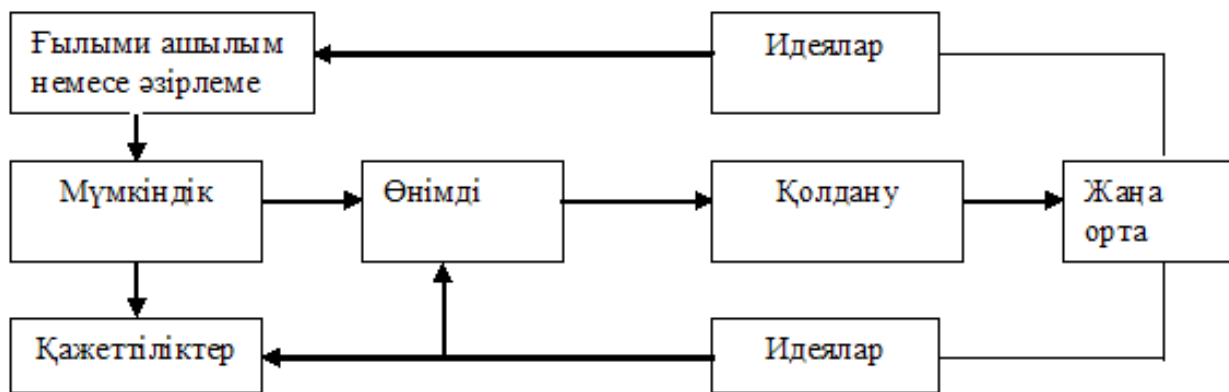 Ғылыми ашылым
немесе әзірлеме
Идеялар
Мүмкіндік
Өнімді
Қолдану
Жаңа
орта
Қажеттіліктер
Идеялар